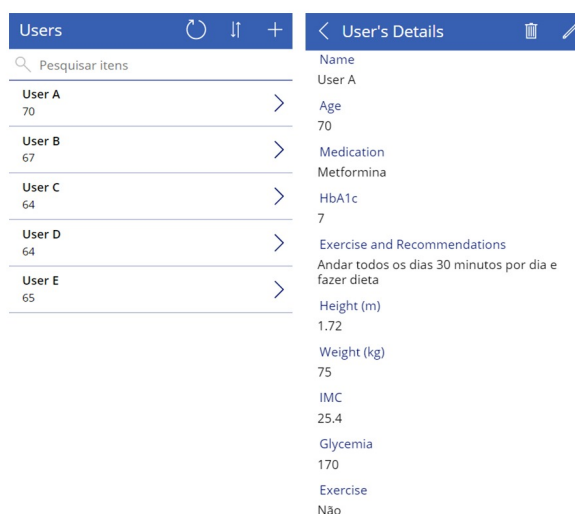 Users
Pesquisar itens
User A
70
User B
67
User C
64
User D
64
User E
65
User's Details
Name
User A
Age
70
Medication
Metformina
HbA1c
7
Exercise and Recommendations
Andar todos os dias 30 minutos por dia e
fazer dieta
Height (m)
1.72
Weight (kg)
75
IMC
25.4
Glycemia
170
Exercise
Não